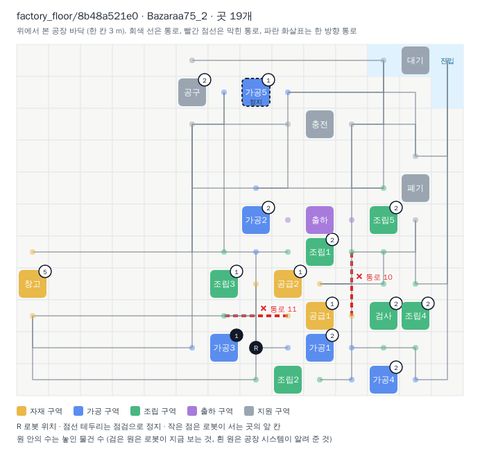 factory_floor/8b48a521e0 · Bazaraa75_2 · 곳 19개
위에서 본 공장 바닥 (한 칸 3 m). 회색 선은 통로, 빨간 점선은 막힌 통로, 파란 화살표는 한 방향 통로
대기
진입
2
공구
1
가공5
정지
충전
폐기
2
가공2
출하
2
조립5
2
조립1
5
창고
1
조립3
2
공급2
✕ 통로 10
✕ 통로 11
2
공급1
2
검사
2
조립4
1
가공3
R
2
가공1
조립2
2
가공4
자재 구역
가공 구역
조립 구역
출하 구역
지원 구역
R 로봇 위치 · 점선 테두리는 점검으로 정지 · 작은 점은 로봇이 서는 곳의 앞 칸
원 안의 수는 놓인 물건 수 (검은 원은 로봇이 지금 보는 것, 흰 원은 공장 시스템이 알려 준 것)